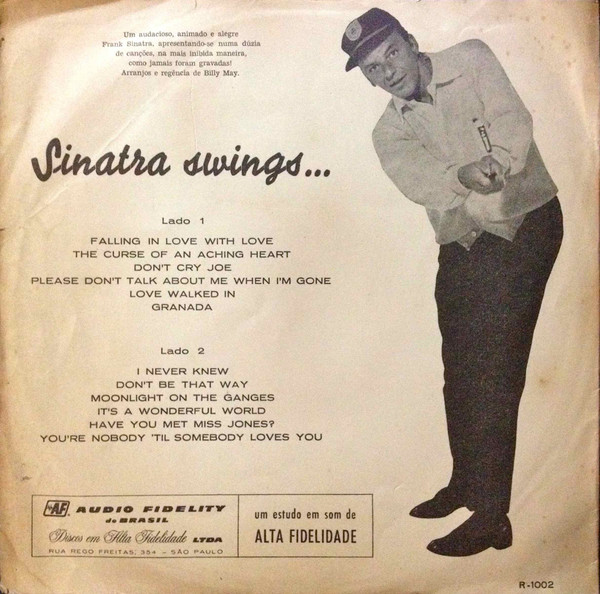 Um audacioso, animado e alegre
Frank Sinatra, apresentando-se numa dúzia
de canções, na mais inibida maneira,
como jamais foram gravadas!
Arranjos e regência de Billy May.
Sinatra swings...
Lado 1
FALLING IN LOVE WITH LOVE
THE CURSE OF AN ACHING HEART
DON'T CRY JOE
PLEASE DON'T TALK ABOUT ME WHEN I'M GONE
LOVE WALKED IN
GRANADA
Lado 2
I NEVER KNEW
DON'T BE THAT WAY
MOONLIGHT ON THE GANGES
IT'S A WONDERFUL WORLD
HAVE YOU MET MISS JONES?
YOU'RE NOBODY 'TIL SOMEBODY LOVES YOU
AF AUDIO FIDELITY
do BRASIL
Discos em Alta Fidelidade LTDA
RUA REGO FREITAS, 354 - SÃO PAULO
um estudo em som de
ALTA FIDELIDADE
R-1002